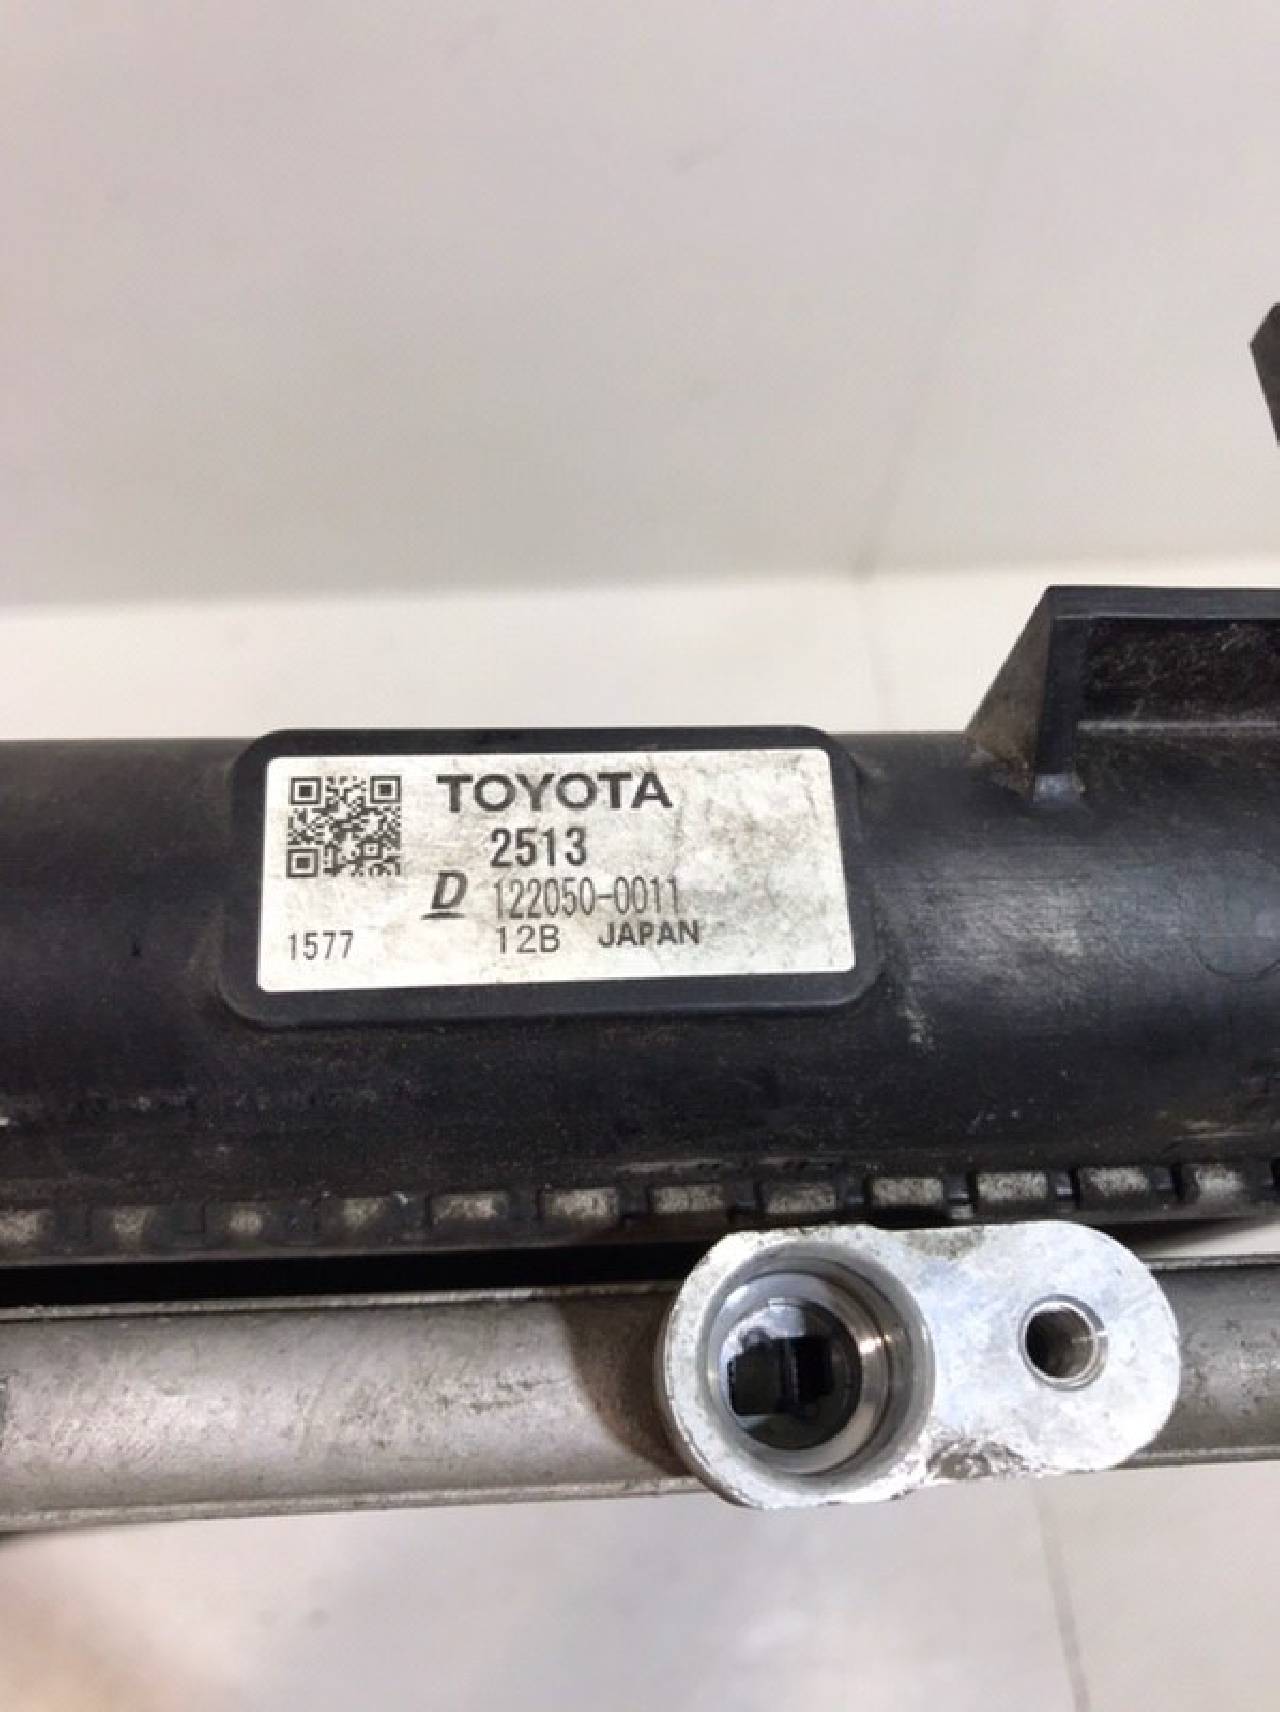 TOYOTA
2513
D 122050-0011
1577 12B JAPAN